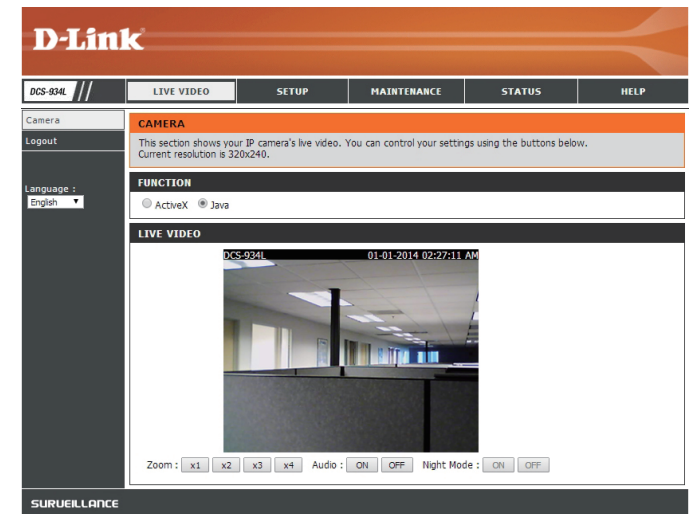 D-Link
DCS-934L
LIVE VIDEO SETUP MAINTENANCE STATUS HELP
Camera
Logout
Language :
English
CAMERA
This section shows your IP camera's live video. You can control your settings using the buttons below.
Current resolution is 320x240.
FUNCTION
ActiveX Java
LIVE VIDEO
DCS-934L 01-01-2014 02:27:11 AM
Zoom : x1 x2 x3 x4 Audio : ON OFF Night Mode : ON OFF
SURVEILLANCE